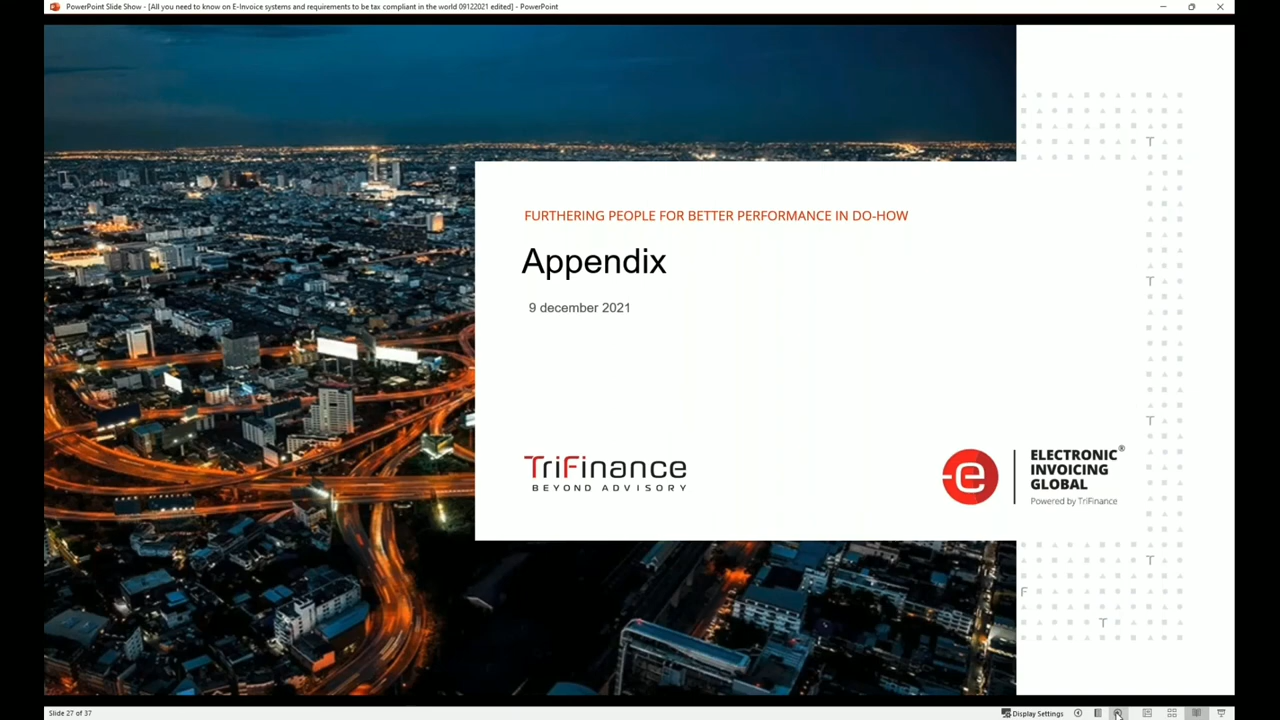 PowerPoint Slide Show - [All you need to know on E-Invoice systems and requirements to be tax compliant in the world 09122021 edited] - PowerPoint
FURTHERING PEOPLE FOR BETTER PERFORMANCE IN DO-HOW
Appendix
9 december 2021
TriFinance
BEYOND ADVISORY
e
ELECTRONIC®
INVOICING
GLOBAL
Powered by TriFinance
T
T
T
T
F
T
Slide 27 of 37
Display Settings